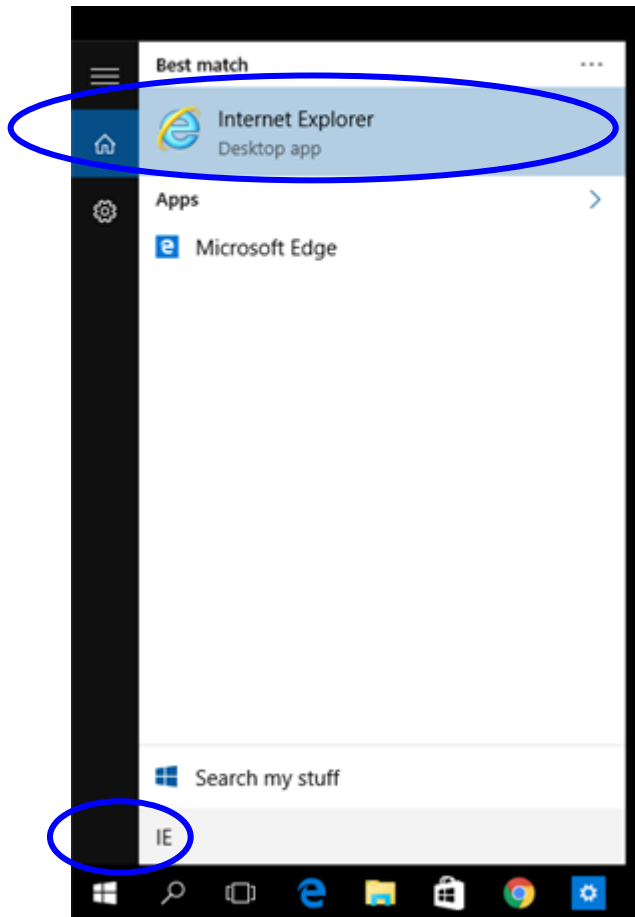 Best match
Internet Explorer
Desktop app
Apps
Microsoft Edge
Search my stuff
IE